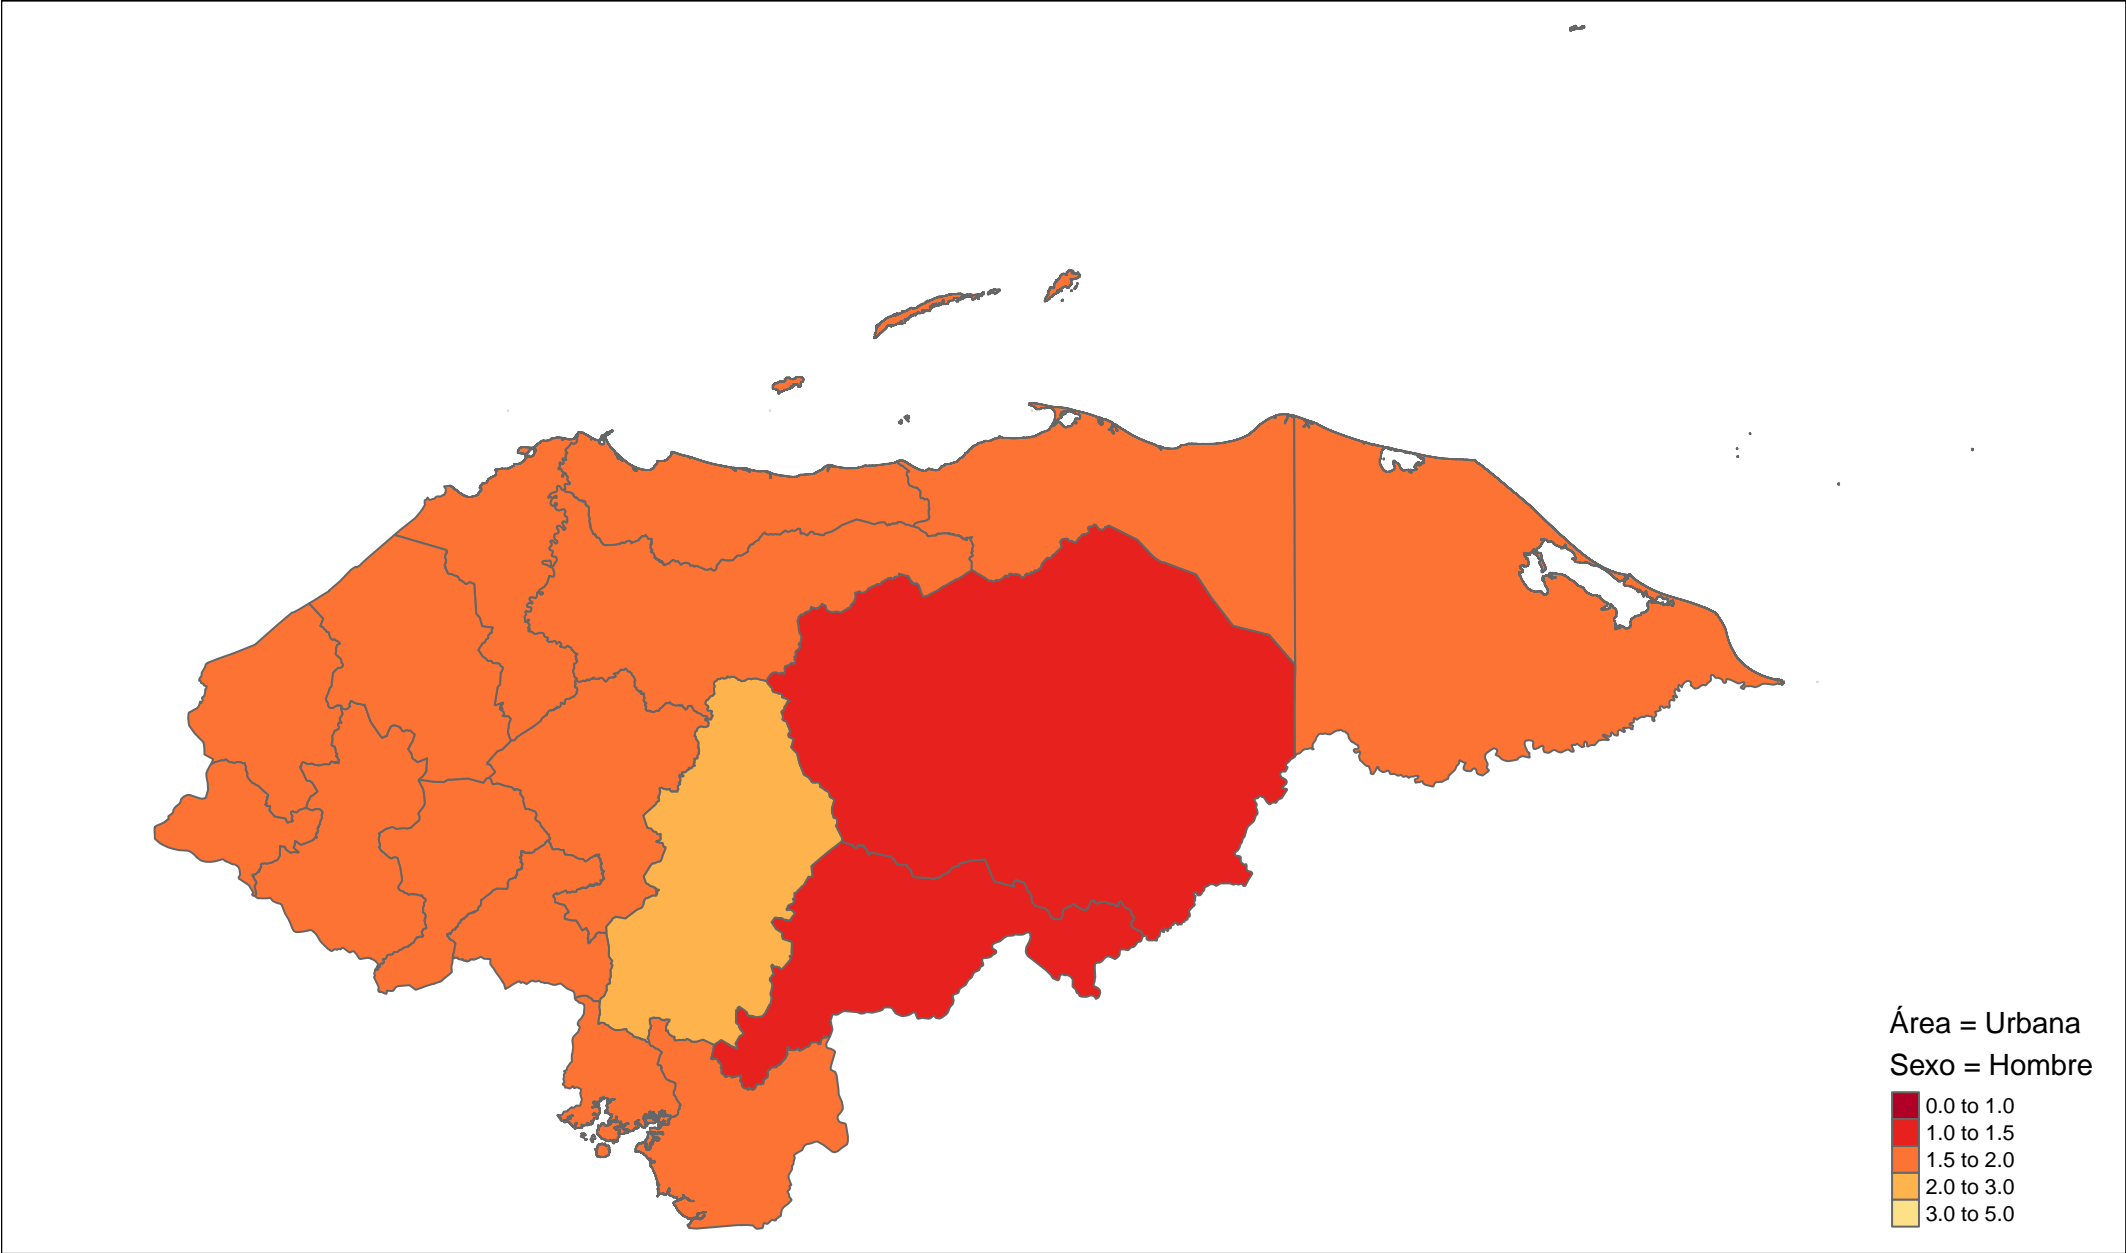 Área = Urbana
Sexo = Hombre
0.0 to 1.0
1.0 to 1.5
1.5 to 2.0
2.0 to 3.0
3.0 to 5.0